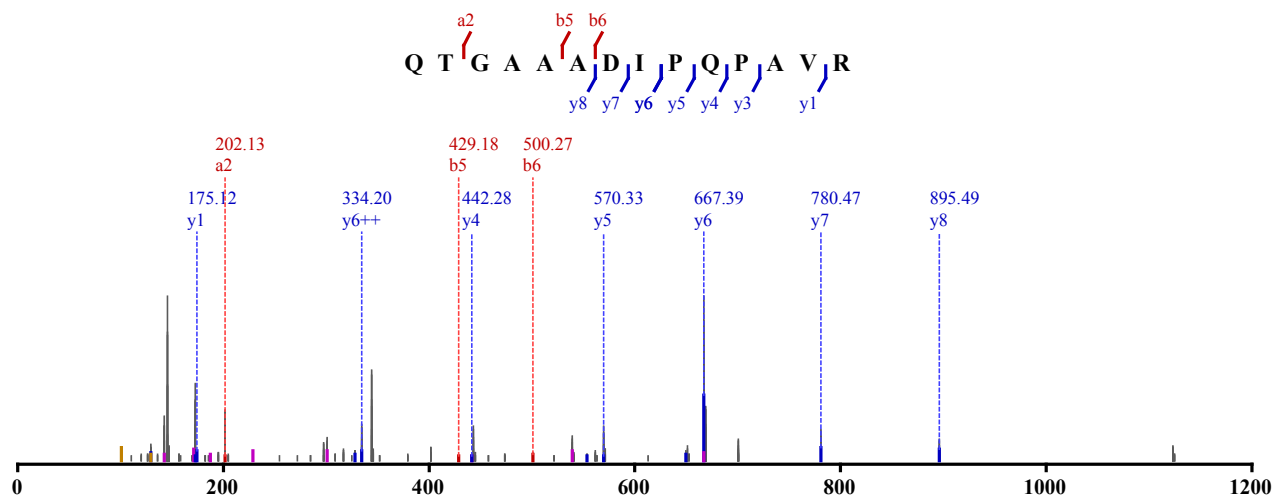 a2 b5 b6
Q T G A A A D I P Q P A V R
y8 y7 y6 y5 y4 y3 y1
202.13 429.18 500.27
a2 b5 b6
175.12 334.20 442.28 570.33 667.39 780.47 895.49
y1 y6++ y4 y5 y6 y7 y8
0 200 400 600 800 1000 1200